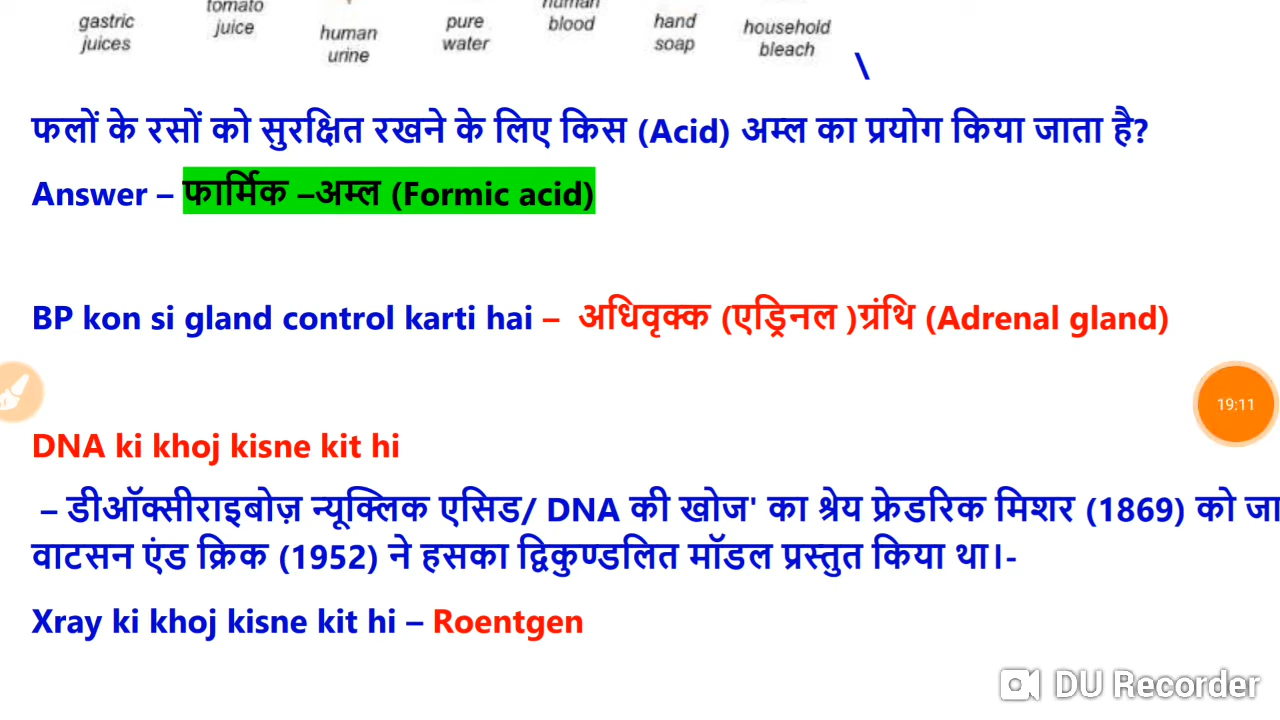 gastric juices
tomato juice
human urine
pure water
human blood
hand soap
household bleach
\
फलों के रसों को सुरक्षित रखने के लिए किस (Acid) अम्ल का प्रयोग किया जाता है?
Answer – फार्मिक –अम्ल (Formic acid)
BP kon si gland control karti hai – अधिवृक्क (एड्रिनल )ग्रंथि (Adrenal gland)
19:11
DNA ki khoj kisne kit hi
– डीऑक्सीराइबोज़ न्यूक्लिक एसिड/ DNA की खोज' का श्रेय फ्रेडरिक मिशर (1869) को जा
वाटसन एंड क्रिक (1952) ने हसका द्विकुण्डलित मॉडल प्रस्तुत किया था।-
Xray ki khoj kisne kit hi – Roentgen
DU Recorder